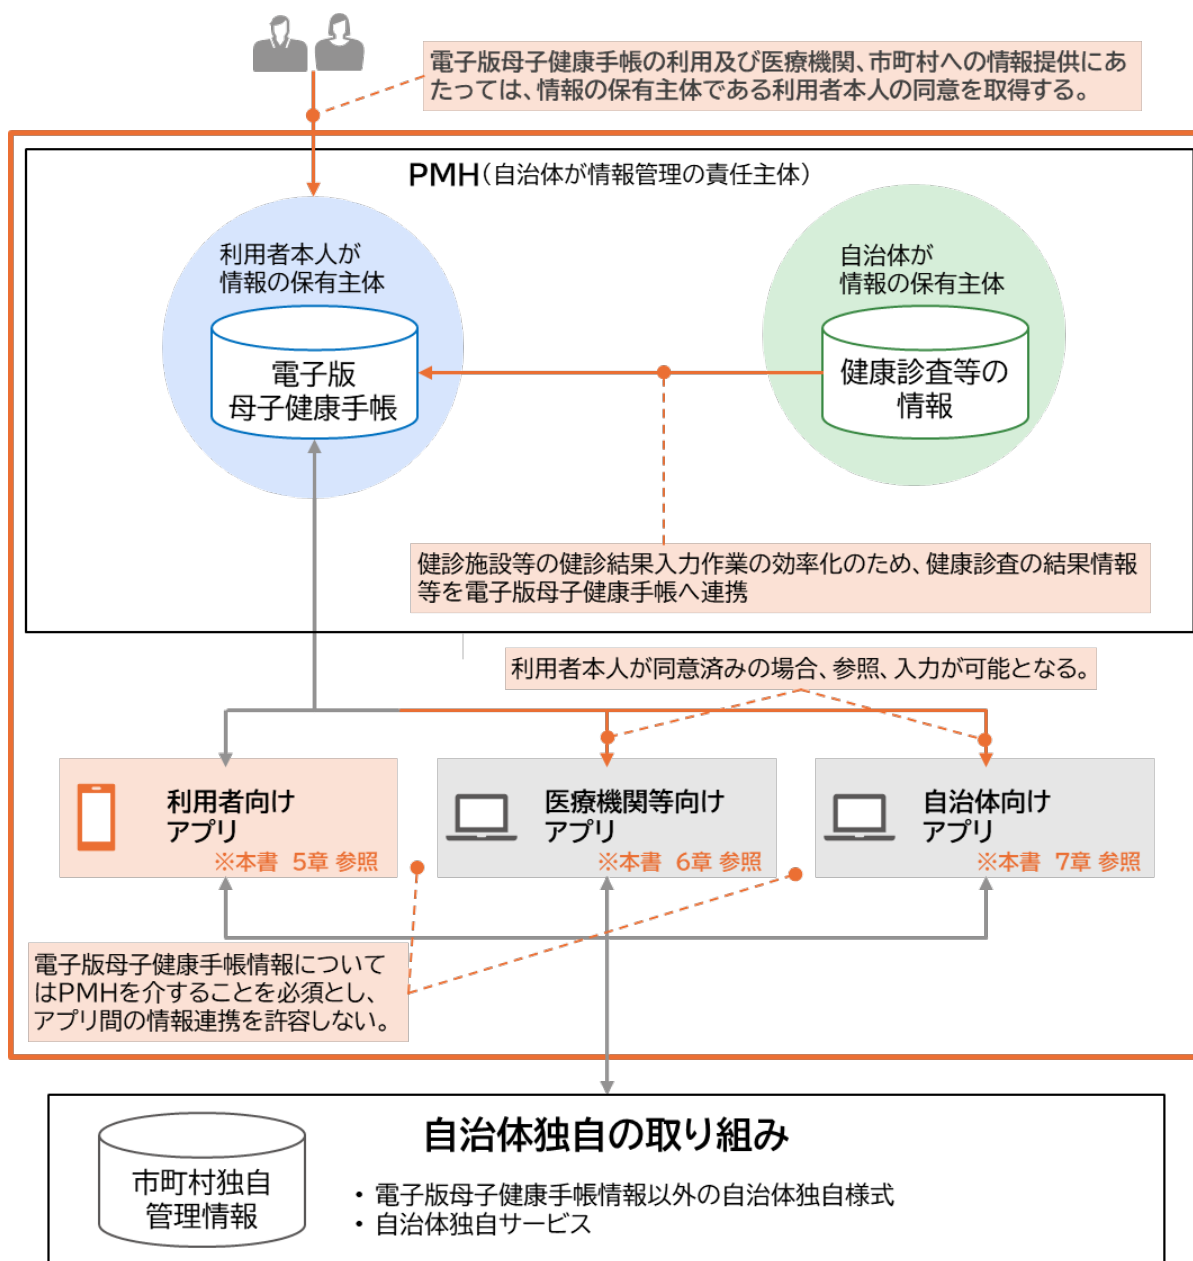 電子版母子健康手帳の利用及び医療機関、市町村への情報提供にあ
たっては、情報の保有主体である利用者本人の同意を取得する。
PMH(自治体が情報管理の責任主体)
利用者本人が
情報の保有主体
自治体が
情報の保有主体
電子版
母子健康手帳
健康診査等の
情報
健診施設等の健診結果入力作業の効率化のため、健康診査の結果情報
等を電子版母子健康手帳へ連携
利用者本人が同意済みの場合、参照、入力が可能となる。
利用者向け
アプリ
※本書 5章 参照
医療機関等向け
アプリ
※本書 6章 参照
自治体向け
アプリ
※本書 7章 参照
電子版母子健康手帳情報について
はPMHを介することを必須とし、
アプリ間の情報連携を許容しない。
自治体独自の取り組み
市町村独自
管理情報
・ 電子版母子健康手帳情報以外の自治体独自様式
・ 自治体独自サービス